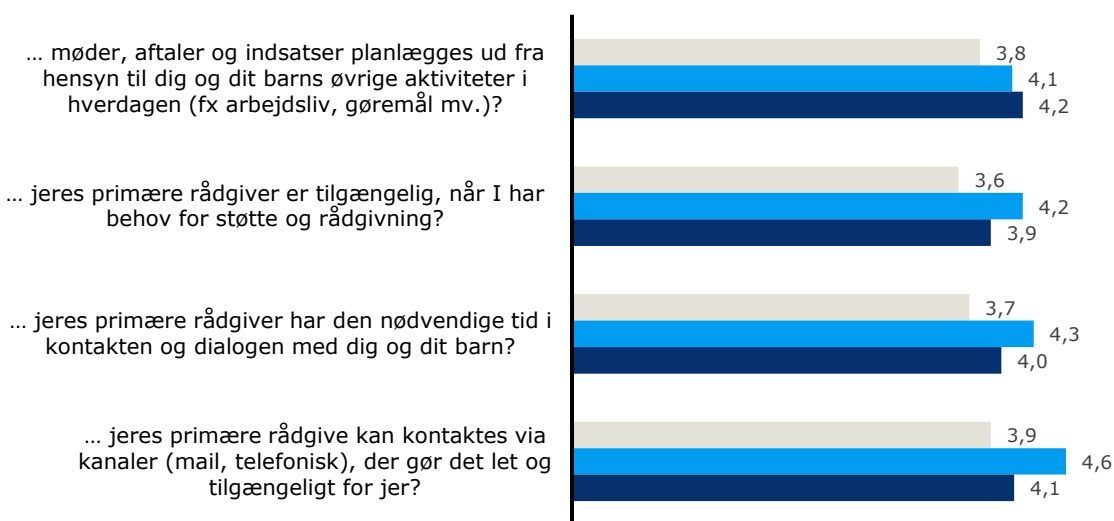 … møder, aftaler og indsatser planlægges ud fra
hensyn til dig og dit barns øvrige aktiviteter i
hverdagen (fx arbejdsliv, gøremål mv.)?
3,8
4,1
4,2
… jeres primære rådgiver er tilgængelig, når I har
behov for støtte og rådgivning?
3,6
4,2
3,9
… jeres primære rådgiver har den nødvendige tid i
kontakten og dialogen med dig og dit barn?
3,7
4,3
4,0
… jeres primære rådgive kan kontaktes via
kanaler (mail, telefonisk), der gør det let og
tilgængeligt for jer?
3,9
4,6
4,1